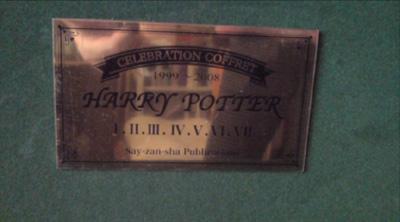 CELEBRATION COFFRET
1999~2008
HARRY POTTER
I.II.III.IV.V.VI.VII
Say-zan-sha Publications